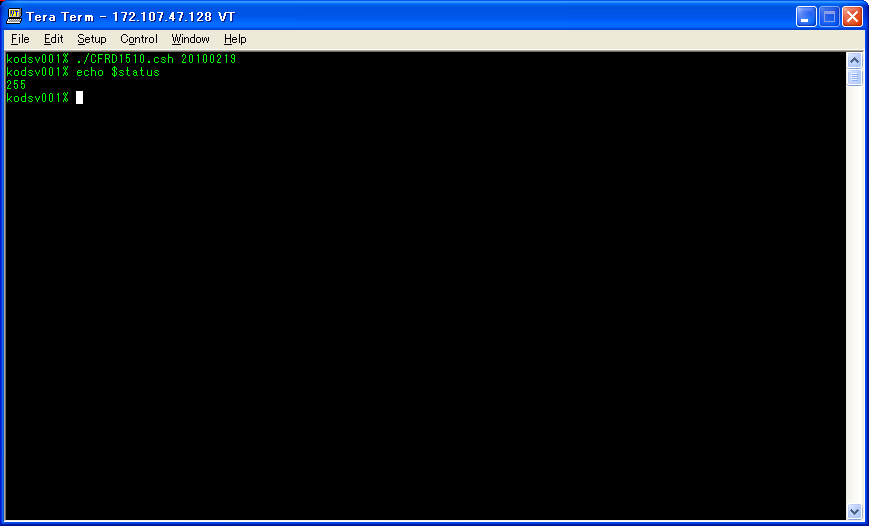 Tera Term - 172.107.47.128 VT
File Edit Setup Control Window Help
kodsv001% ./CFRD1510.csh 20100219
kodsv001% echo $status
255
kodsv001%